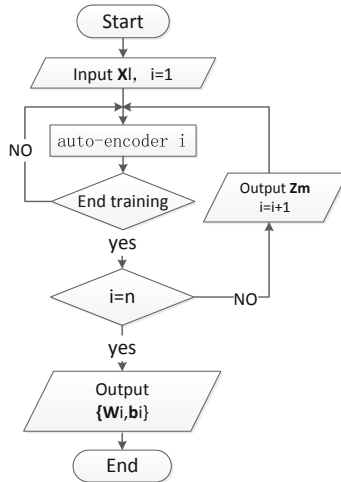 Start
Input Xl, i=1
NO
auto-encoder i
End training
Output Zm
i=i+1
yes
i=n
NO
yes
Output
{Wi,bi}
End